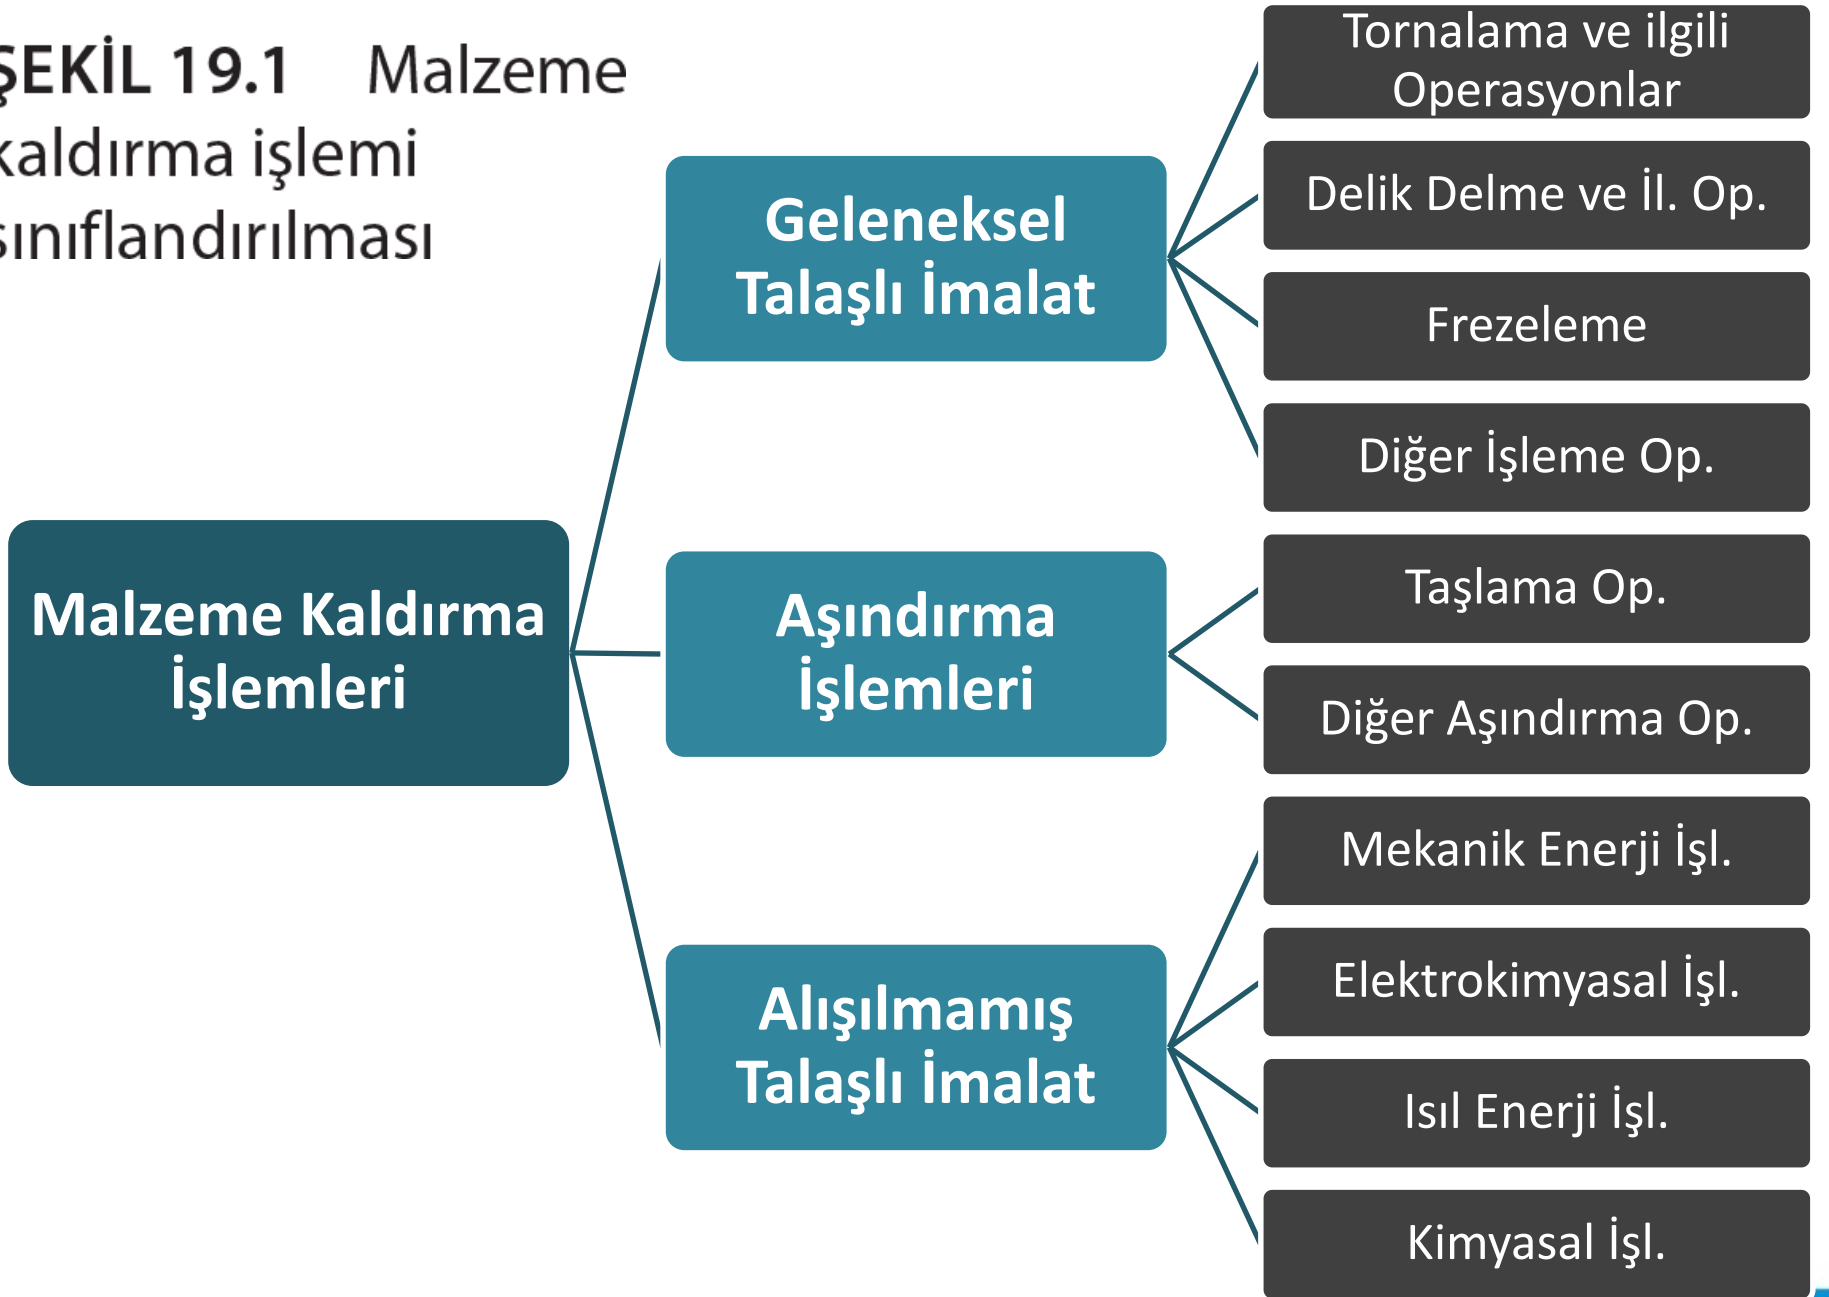 ŞEKİL 19.1 Malzeme
kaldırma işlemi
sınıflandırılması
Malzeme Kaldırma
İşlemleri
Geleneksel
Talaşlı İmalat
Tornalama ve ilgili
Operasyonlar
Delik Delme ve İl. Op.
Frezeleme
Diğer İşleme Op.
Aşındırma
İşlemleri
Taşlama Op.
Diğer Aşındırma Op.
Alışılmamış
Talaşlı İmalat
Mekanik Enerji İşl.
Elektrokimyasal İşl.
Isıl Enerji İşl.
Kimyasal İşl.